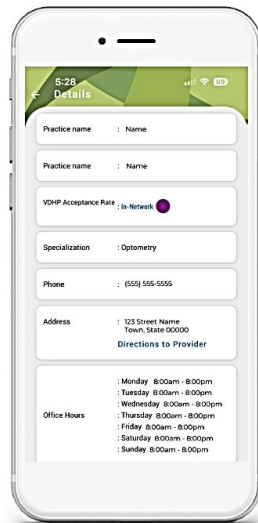 5:28 69
← Details
Practice name : Name
Practice name : Name
VDHP Acceptance Rate : In-Network
Specialization : Optometry
Phone : (555) 555-5555
Address : 123 Street Name
Town, State 00000
Directions to Provider
Office Hours
: Monday 8:00am - 8:00pm
: Tuesday 8:00am - 8:00pm
: Wednesday 8:00am - 8:00pm
: Thursday 8:00am - 8:00pm
: Friday 8:00am - 8:00pm
: Saturday 8:00am - 8:00pm
: Sunday 8:00am - 8:00pm